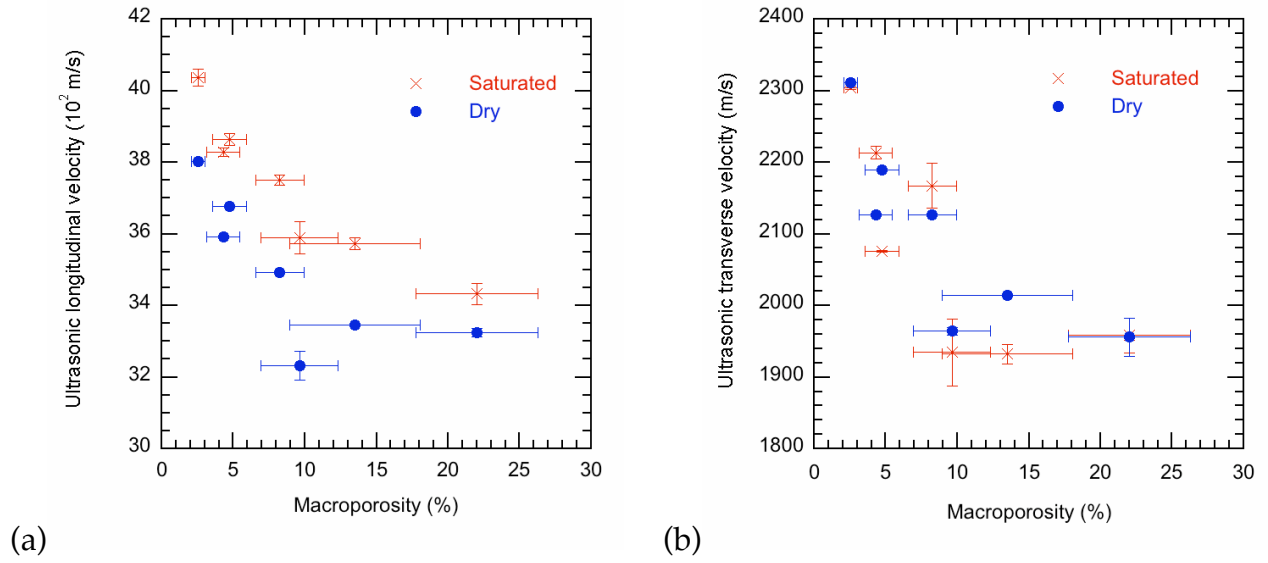 42
40
38
36
34
32
30
Ultrasonic longitudinal velocity (10² m/s)
Saturated
Dry
0 5 10 15 20 25 30
Macroporosity (%)
(a)
2400
2300
2200
2100
2000
1900
1800
Ultrasonic transverse velocity (m/s)
Saturated
Dry
0 5 10 15 20 25 30
Macroporosity (%)
(b)